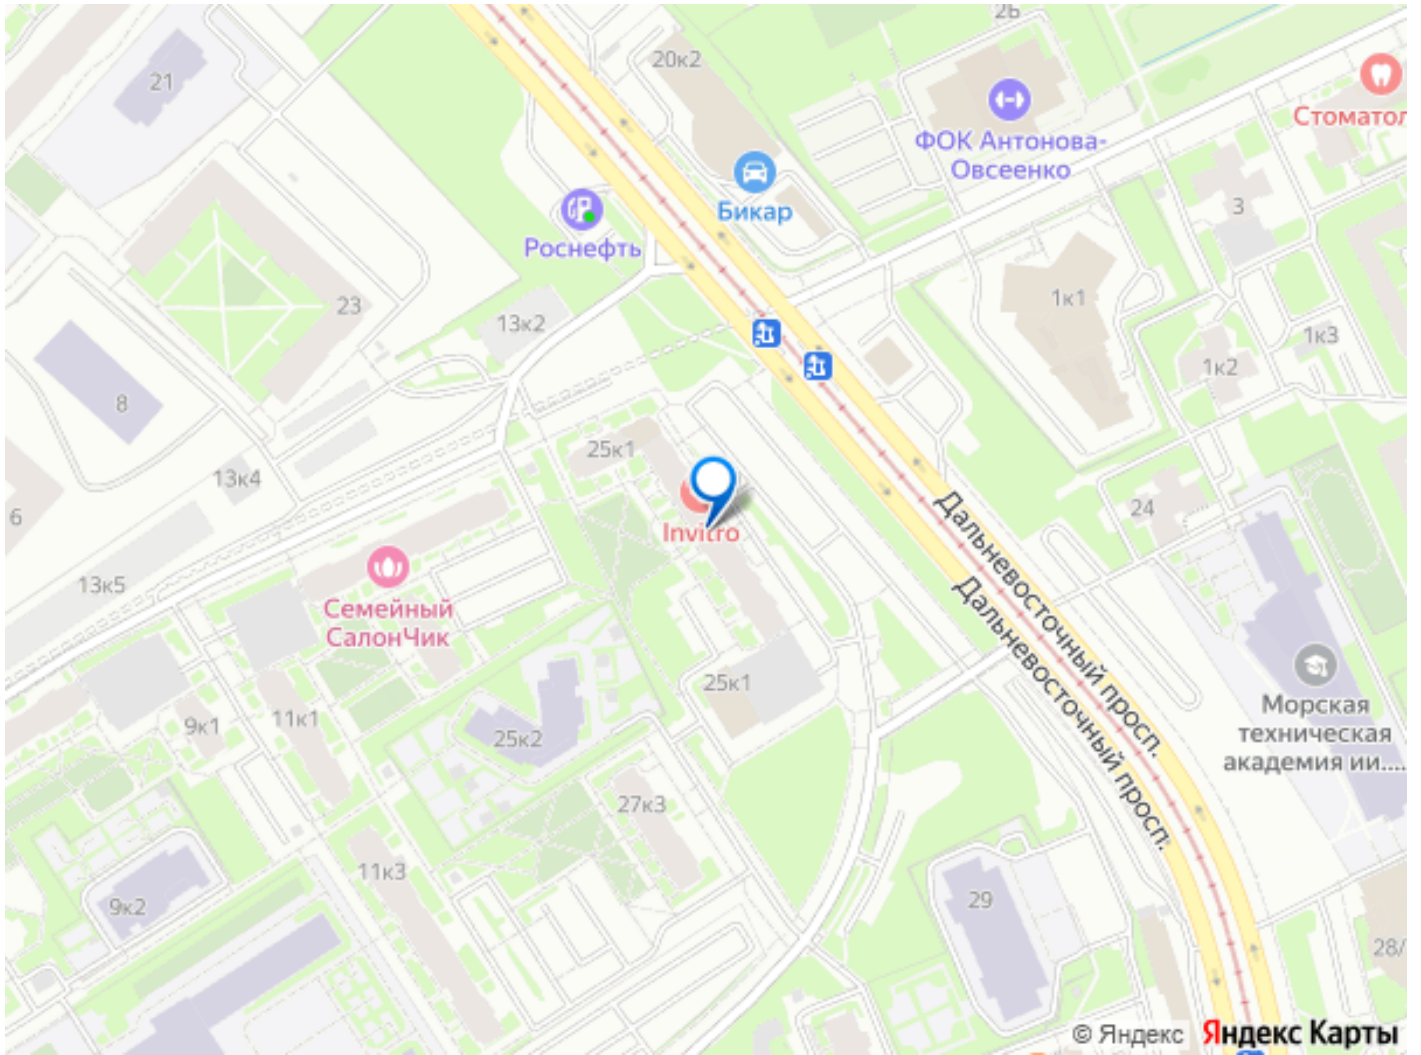 2Б
20к2
21
Стоматол
ФОК Антонова-
Овсеенко
3
Бикар
Роснефть
23
1к1
13к2
1к3
1к2
8
25к1
13к4
24
6
Invitro
Дальневосточный просп.
Дальневосточный просп.
13к5
Семейный
СалонЧик
Морская
техническая
академия ии....
25к1
11к1
9к1
25к2
27к3
11к3
29
9к2
28/
© Яндекс Яндекс Карты